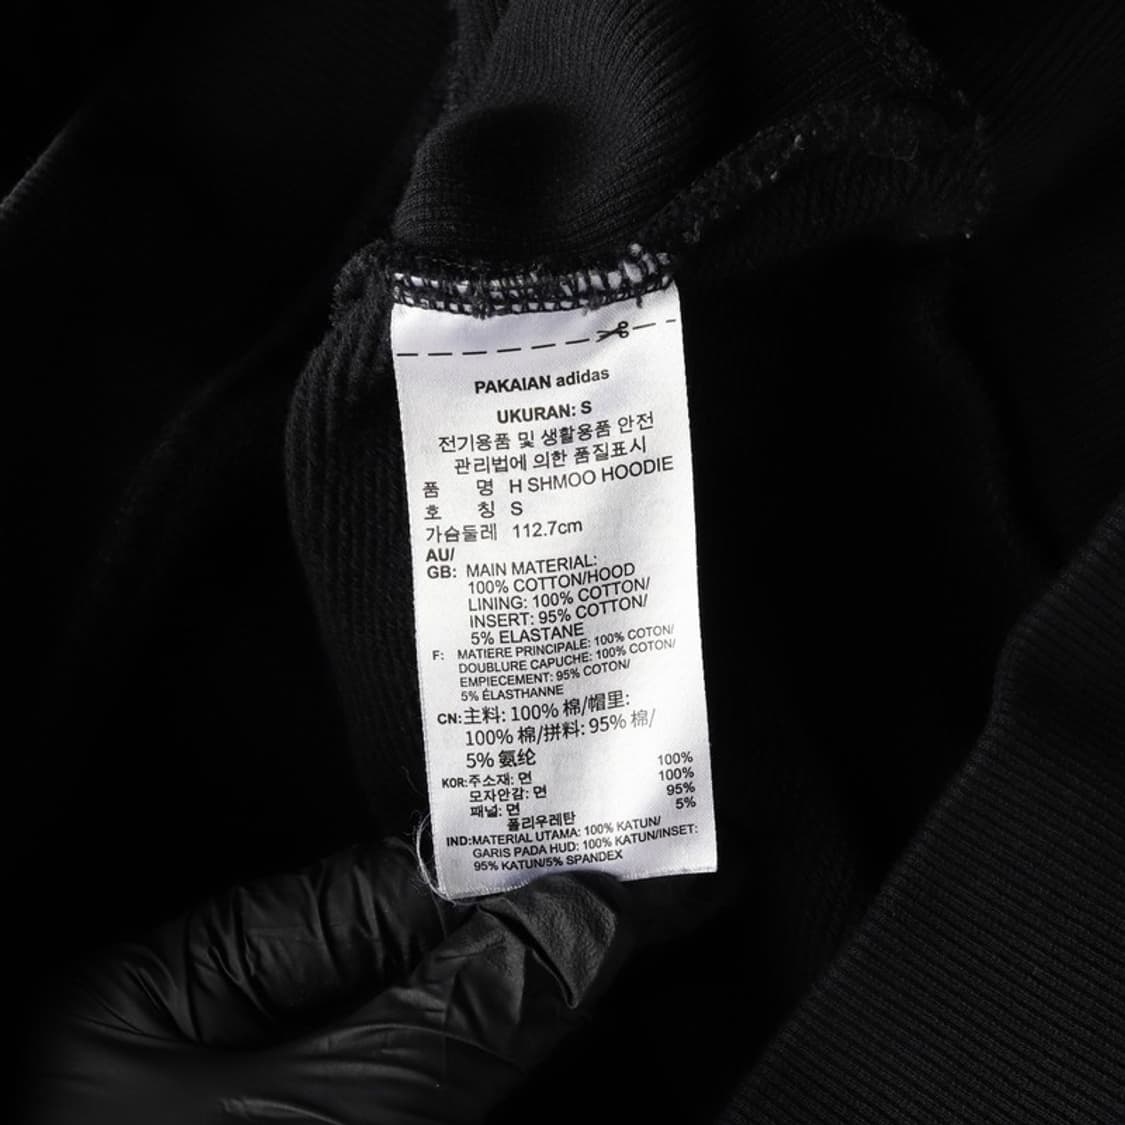 PAKAIAN adidas
UKURAN: S
전기용품 및 생활용품 안전
관리법에 의한 품질표시
품 명 H SHMOO HOODIE
호 칭 S
가슴둘레 112.7cm
AU/
GB: MAIN MATERIAL:
100% COTTON/HOOD
LINING: 100% COTTON/
INSERT: 95% COTTON/
5% ELASTANE
F: MATIERE PRINCIPALE: 100% COTON/
DOUBLURE CAPUCHE: 100% COTON/
EMPIECEMENT: 95% COTON/
5% ÉLASTHANNE
CN:主料: 100% 棉/帽里:
100% 棉/拼料: 95% 棉/
5% 氨纶
KOR:주소재: 면 100%
모자안감: 면 100%
패널: 면 95%
폴리우레탄 5%
IND:MATERIAL UTAMA: 100% KATUN/
GARIS PADA HUD: 100% KATUN/INSET:
95% KATUN/5% SPANDEX